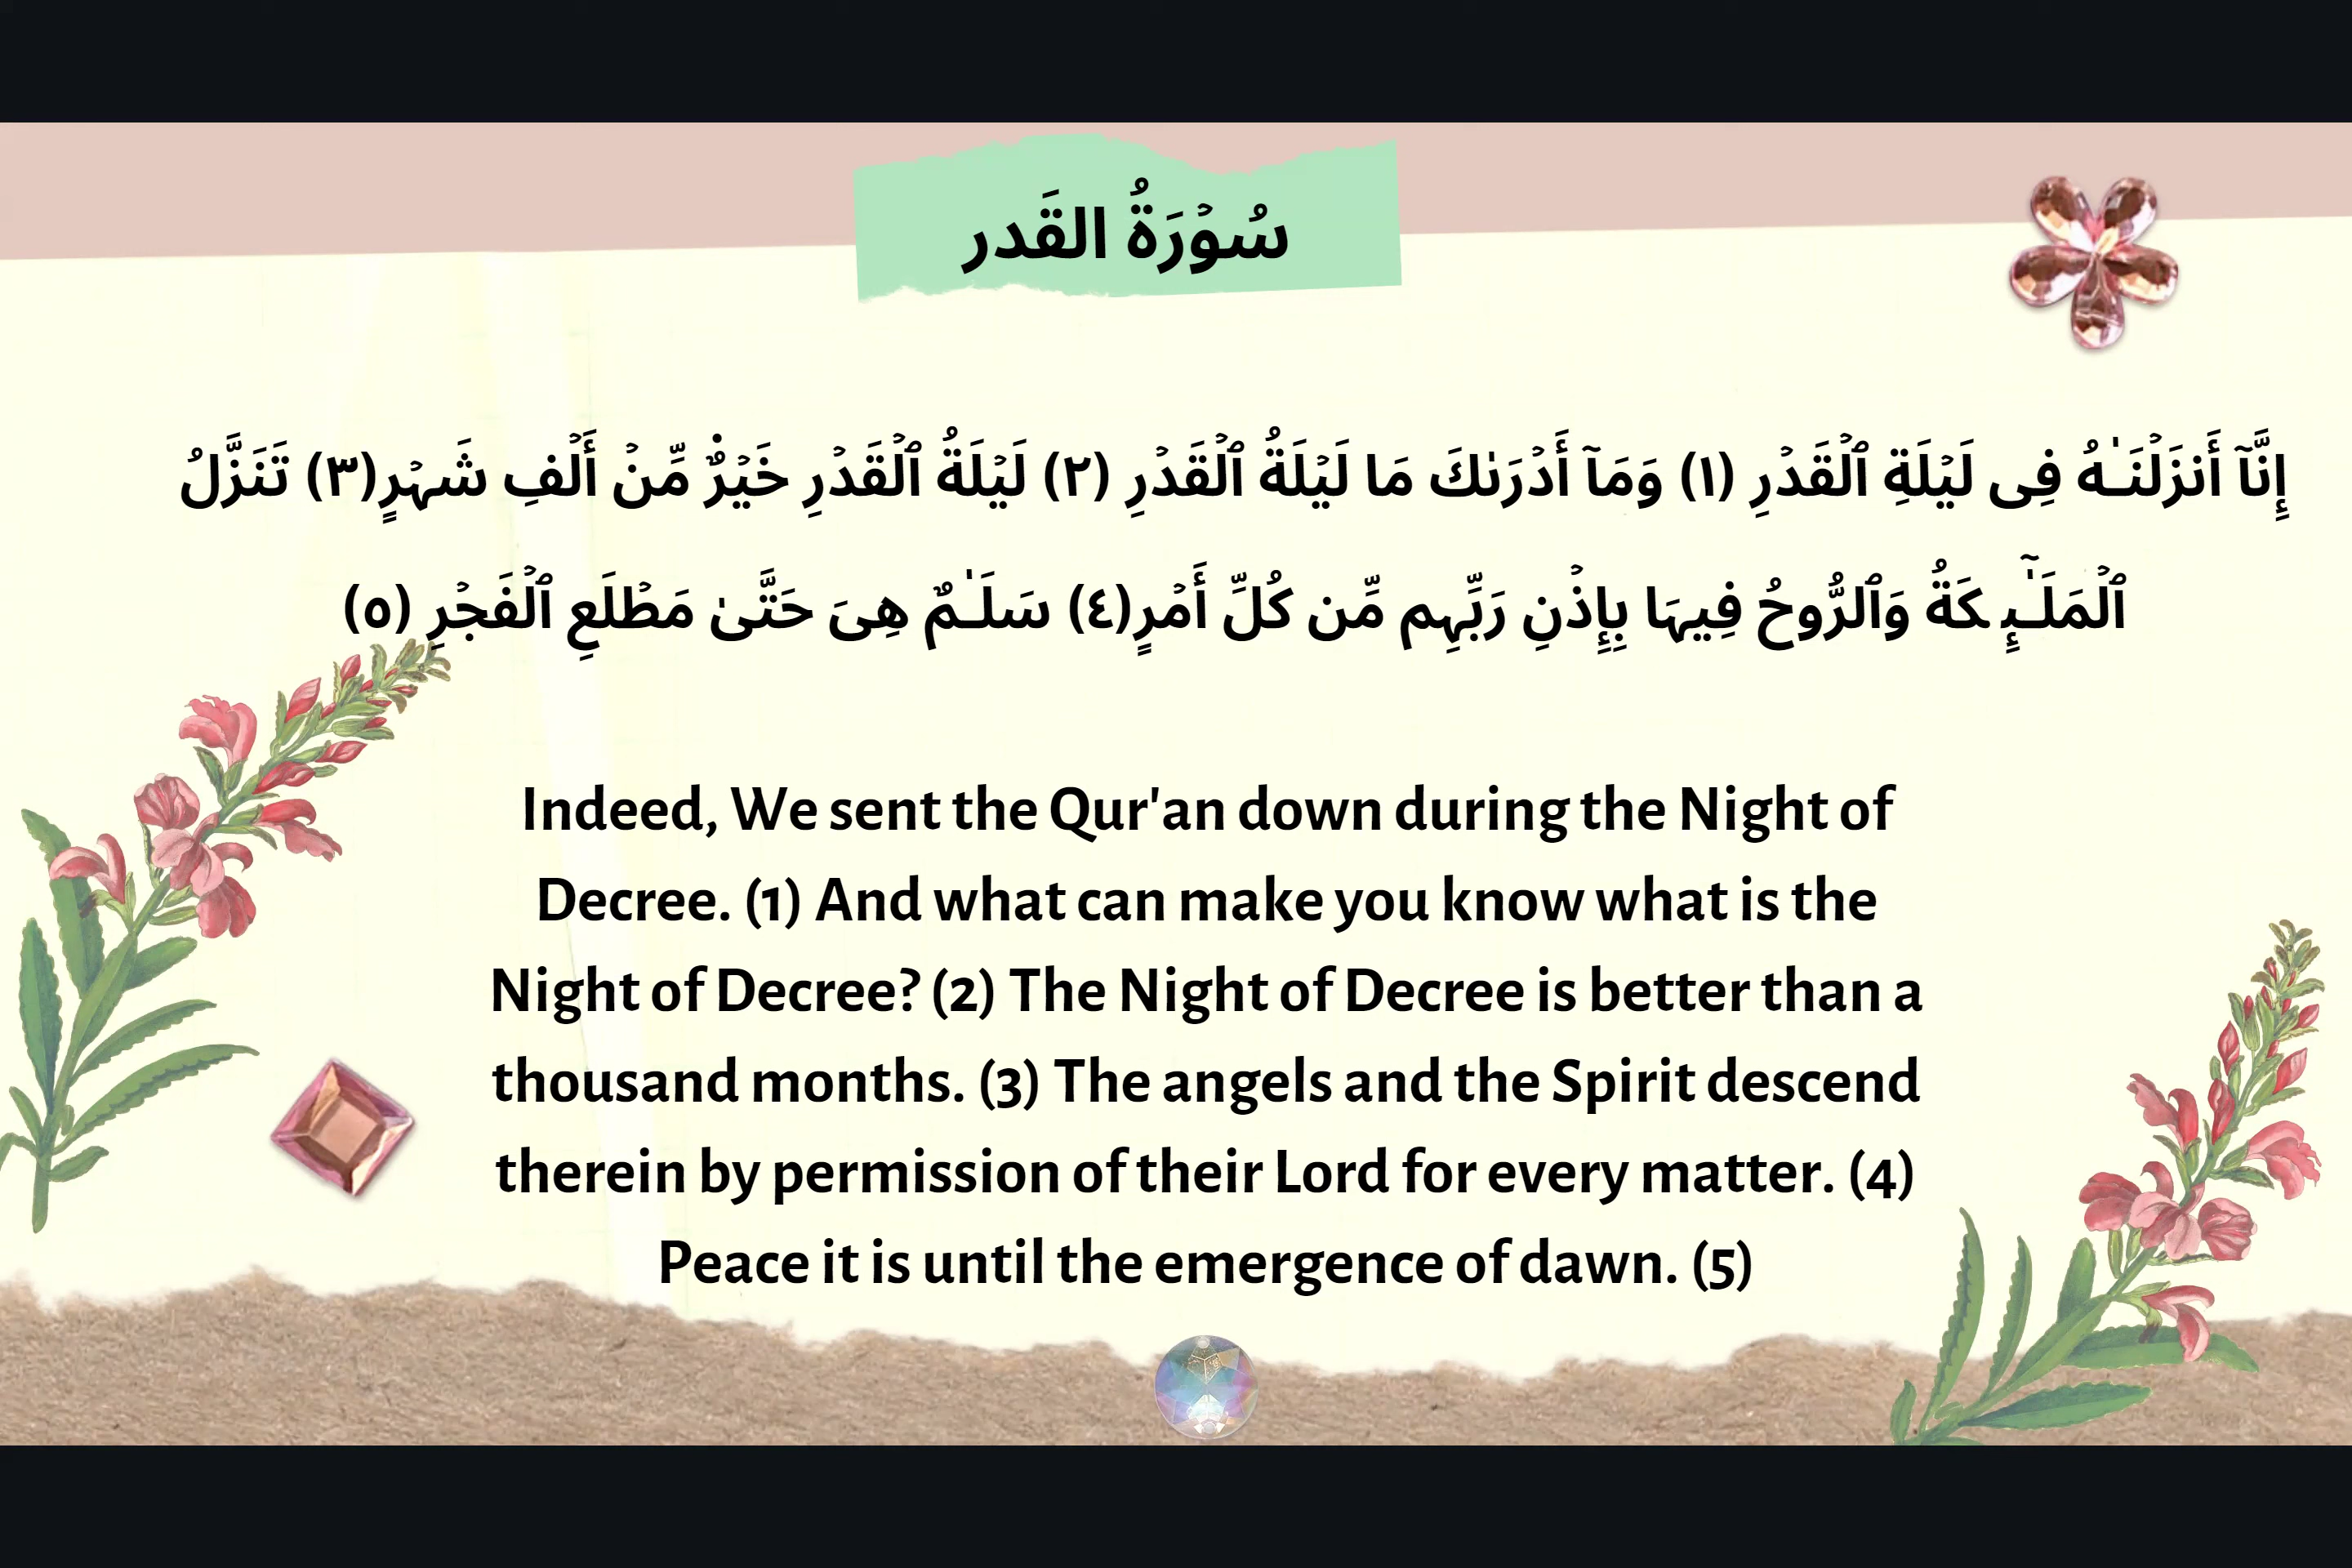 سُوۡرَةُ القَدر
إِنَّآ أَنزَلۡنَـٰهُ فِى لَيۡلَةِ ٱلۡقَدۡرِ (١) وَمَآ أَدۡرَٮٰكَ مَا لَيۡلَةُ ٱلۡقَدۡرِ (٢) لَيۡلَةُ ٱلۡقَدۡرِ خَيۡرٌ۬ مِّنۡ أَلۡفِ شَہۡرٍ(٣) تَنَزَّلُ
ٱلۡمَلَـٰٓٮِٕكَةُ وَٱلرُّوحُ فِيہَا بِإِذۡنِ رَبِّہِم مِّن كُلِّ أَمۡرٍ(٤) سَلَـٰمٌ هِىَ حَتَّىٰ مَطۡلَعِ ٱلۡفَجۡرِ (٥)
Indeed, We sent the Qur'an down during the Night of
Decree. (1) And what can make you know what is the
Night of Decree? (2) The Night of Decree is better than a
thousand months. (3) The angels and the Spirit descend
therein by permission of their Lord for every matter. (4)
Peace it is until the emergence of dawn. (5)